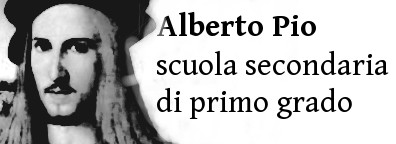 Alberto Pio
scuola secondaria
di primo grado